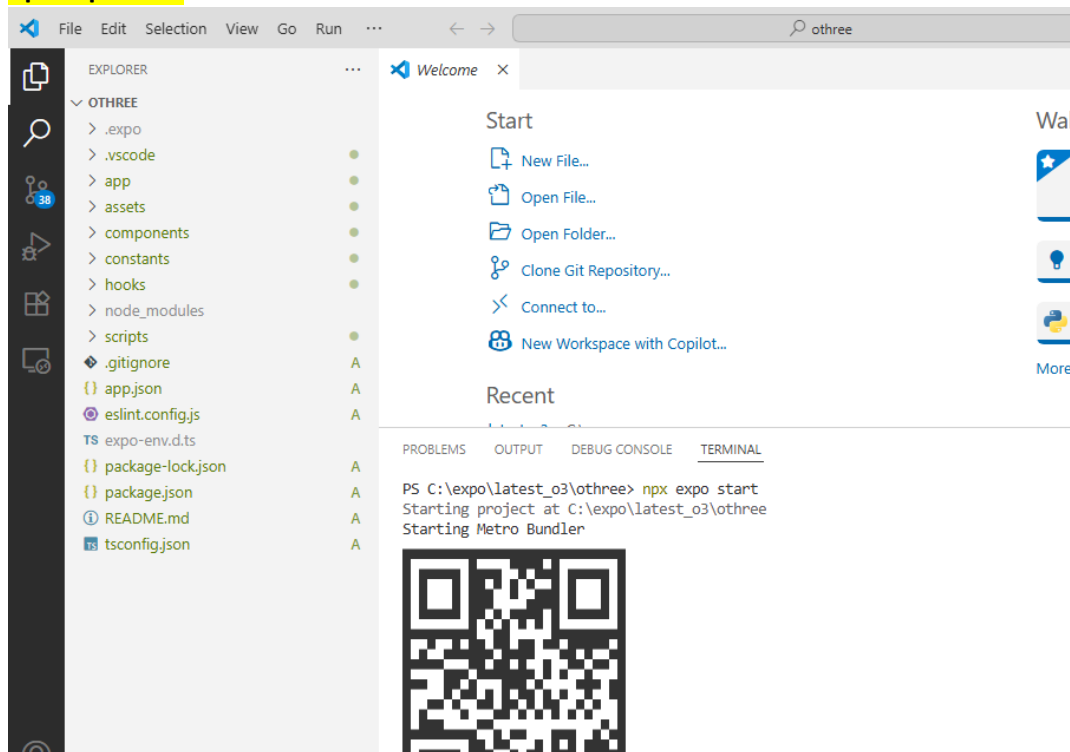 File Edit Selection View Go Run ··· othree
EXPLORER ···
OTHREE
.expo
.vscode
app
assets
components
constants
hooks
node_modules
scripts
.gitignore A
{} app.json A
eslint.config.js A
TS expo-env.d.ts
{} package-lock.json A
{} package.json A
README.md A
TS tsconfig.json A
38
Welcome
Start
New File...
Open File...
Open Folder...
Clone Git Repository...
Connect to...
New Workspace with Copilot...
Recent
Wa
More
PROBLEMS OUTPUT DEBUG CONSOLE TERMINAL
PS C:\expo\latest_o3\othree> npx expo start
Starting project at C:\expo\latest_o3\othree
Starting Metro Bundler